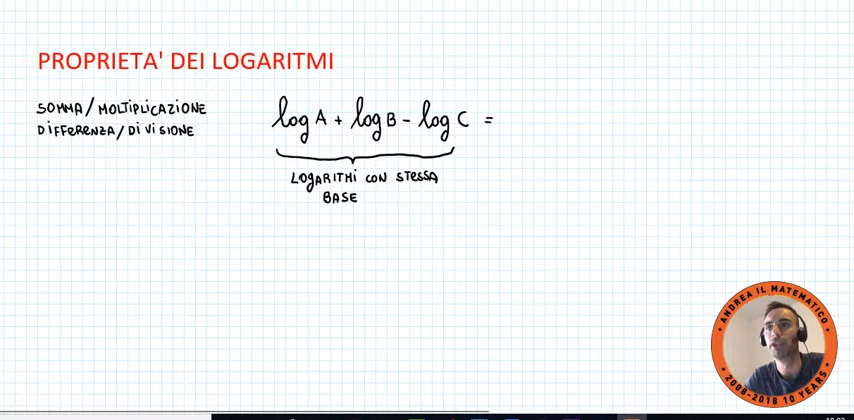 PROPRIETA' DEI LOGARITMI
SOMMA/MOLTIPLICAZIONE
DIFFERENZA/DIVISIONE
log A + log B - log C =
LOGARITMI CON STESSA
BASE
ANDREA IL MATEMATICO
2008-2018 10 YEARS